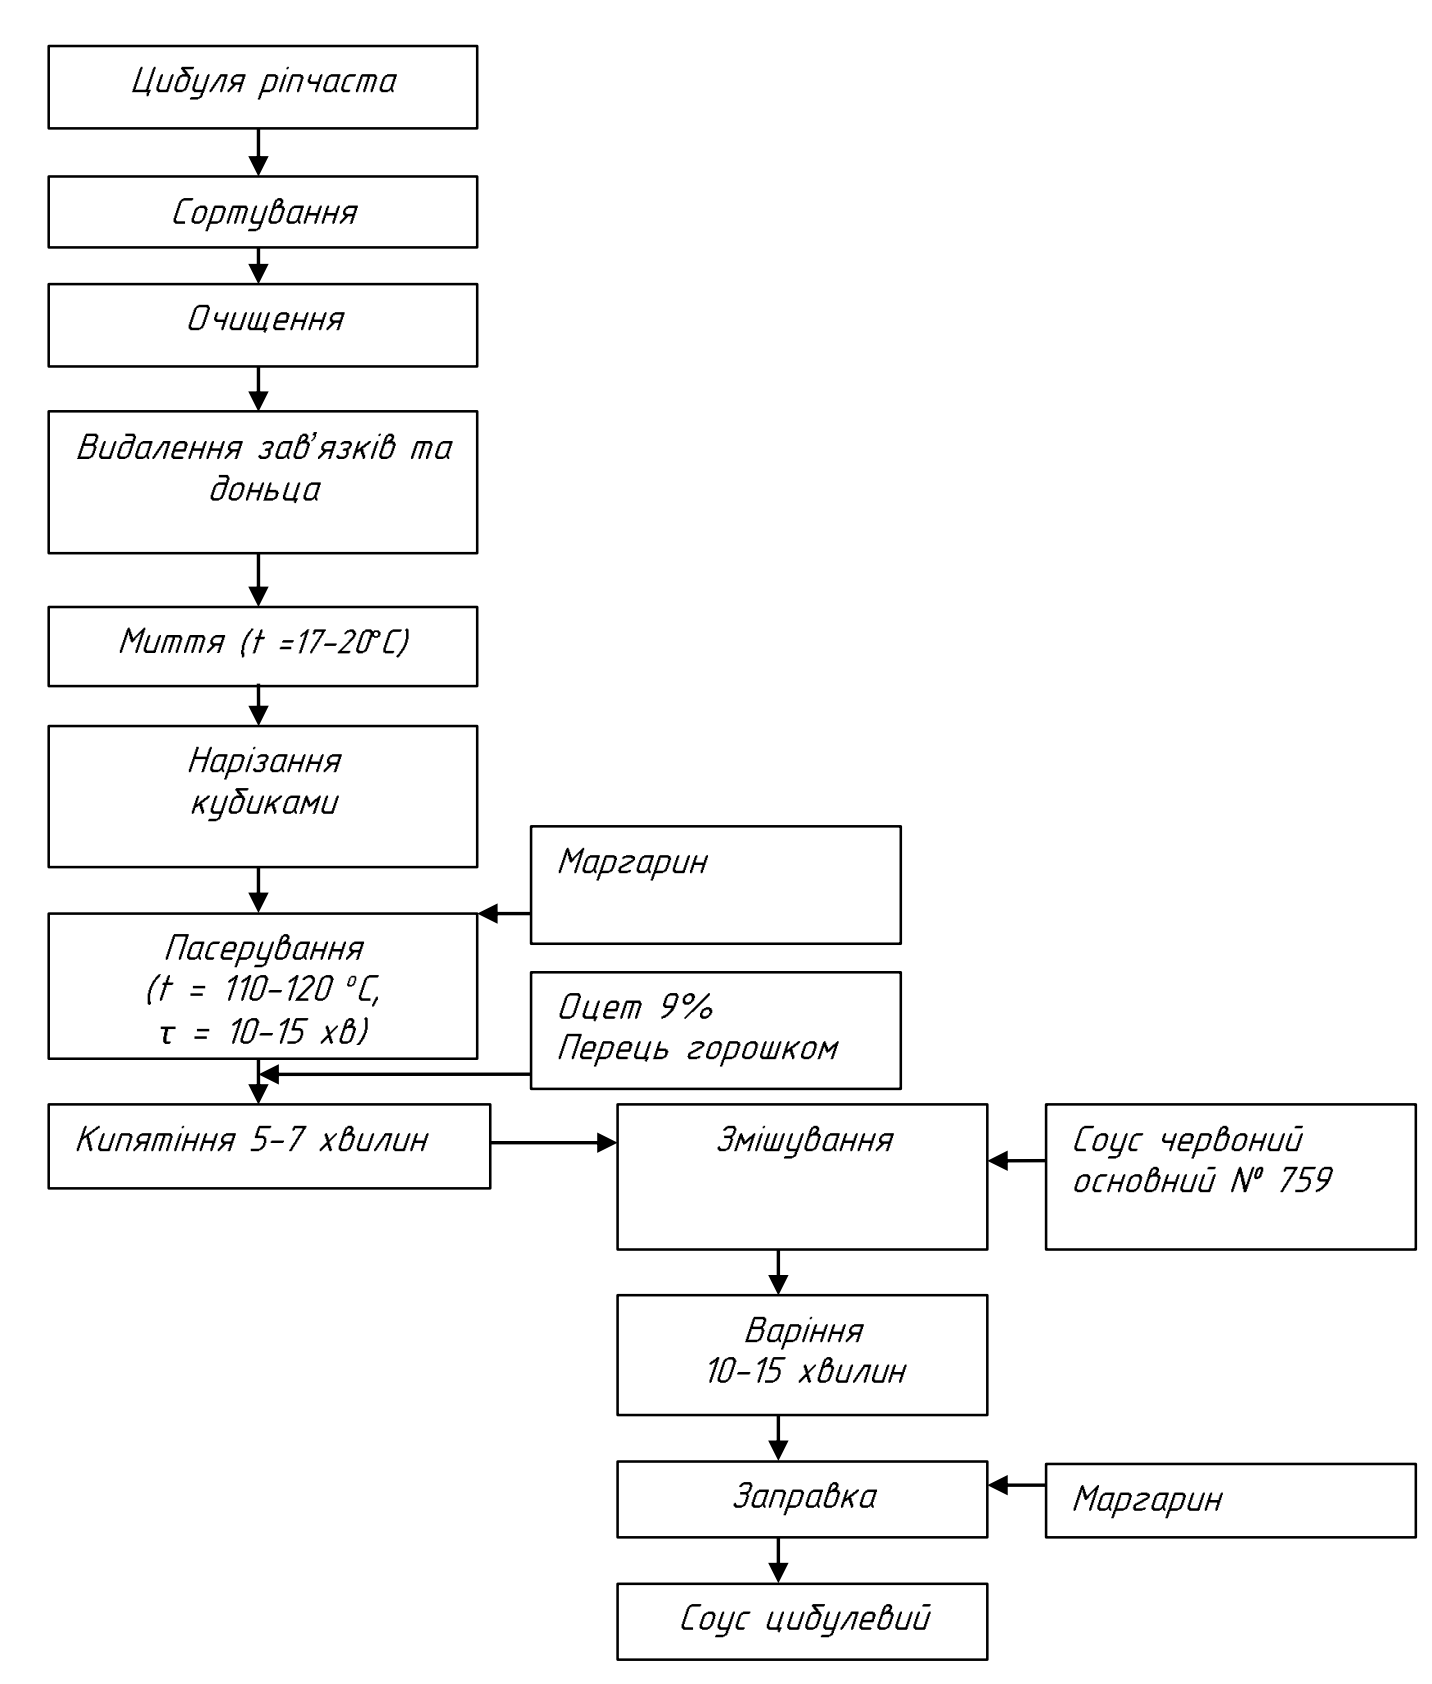 Цибуля ріпчаста
Сортування
Очищення
Видалення зав'язків та
доньца
Миття (t =17-20°C)
Нарізання
кубиками
Маргарин
Пасерування
(t = 110-120 °C,
τ = 10-15 хв)
Оцет 9%
Перець горошком
Кипятіння 5-7 хвилин
Змішування
Соус червоний
основний № 759
Варіння
10-15 хвилин
Заправка
Маргарин
Соус цибулевий